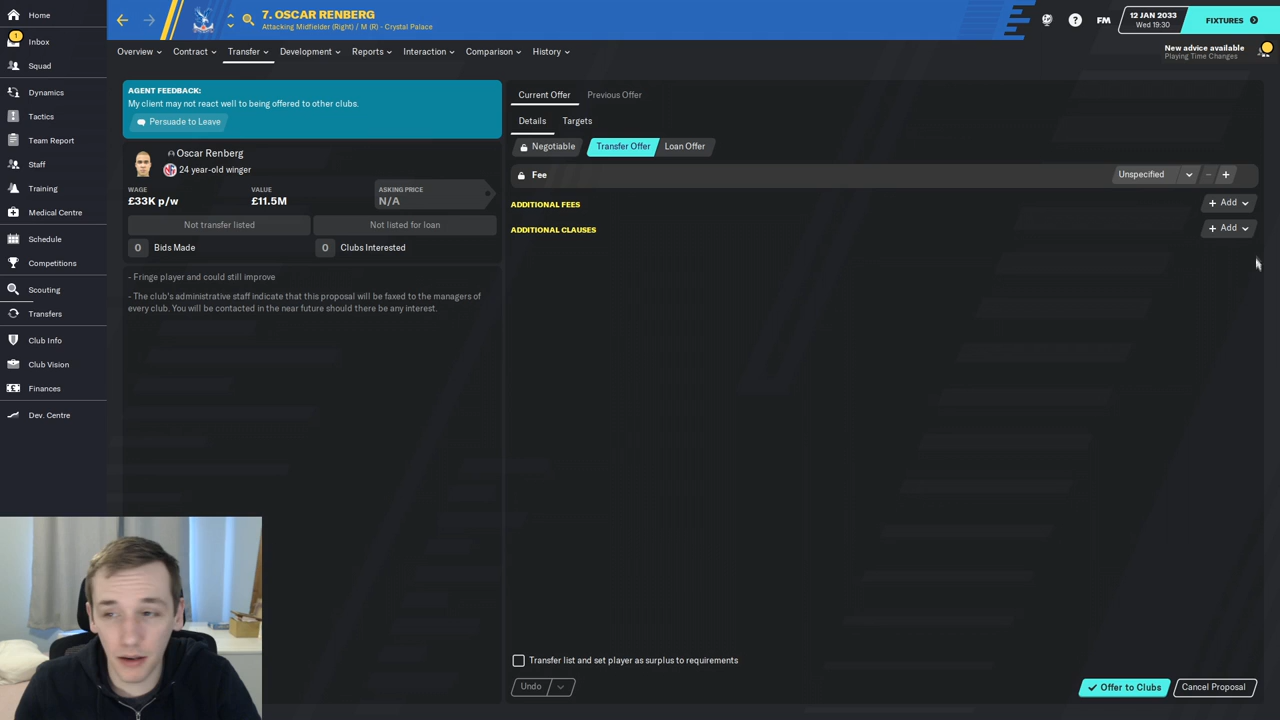 Home
1
Inbox
Squad
Dynamics
Tactics
Team Report
Staff
Training
Medical Centre
Schedule
Competitions
Scouting
Transfers
Club Info
Club Vision
Finances
Dev. Centre
7. OSCAR RENBERG
Attacking Midfielder (Right) / M (R) - Crystal Palace
?
FM
12 JAN 2033
Wed 19:30
FIXTURES
Overview
Contract
Transfer
Development
Reports
Interaction
Comparison
History
New advice available
Playing Time Changes
AGENT FEEDBACK:
My client may not react well to being offered to other clubs.
Persuade to Leave
Oscar Renberg
24 year-old winger
WAGE
£33K p/w
VALUE
£11.5M
ASKING PRICE
N/A
Not transfer listed
Not listed for loan
0 Bids Made
0 Clubs Interested
- Fringe player and could still improve
- The club's administrative staff indicate that this proposal will be faxed to the managers of
every club. You will be contacted in the near future should there be any interest.
Current Offer
Previous Offer
Details
Targets
Negotiable
Transfer Offer
Loan Offer
Fee
Unspecified
ADDITIONAL FEES
+ Add
ADDITIONAL CLAUSES
+ Add
Transfer list and set player as surplus to requirements
Undo
Offer to Clubs
Cancel Proposal